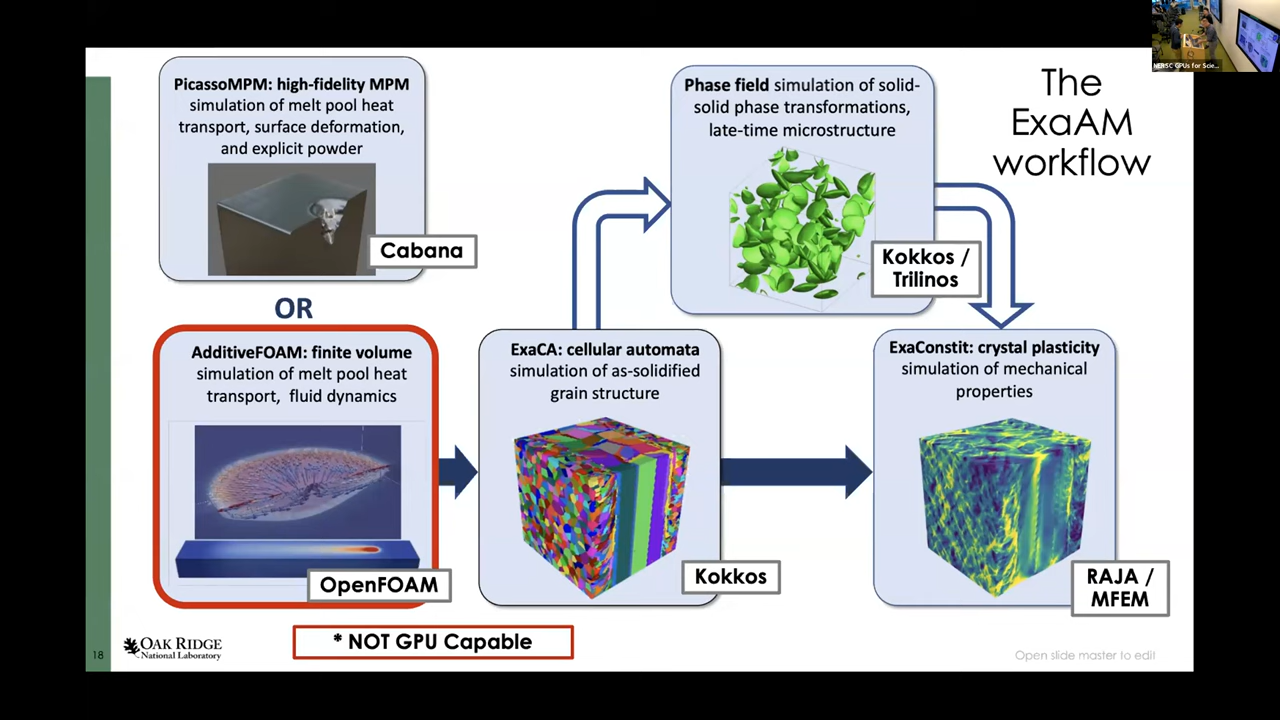 PicassoMPM: high-fidelity MPM
simulation of melt pool heat
transport, surface deformation,
and explicit powder
Cabana
OR
AdditiveFOAM: finite volume
simulation of melt pool heat
transport, fluid dynamics
OpenFOAM
* NOT GPU Capable
ExaCA: cellular automata
simulation of as-solidified
grain structure
Kokkos
Phase field simulation of solid-
solid phase transformations,
late-time microstructure
Kokkos /
Trilinos
ExaConstit: crystal plasticity
simulation of mechanical
properties
RAJA /
MFEM
The
ExaAM
workflow
NERSC GPUs for Scie...
18
OAK RIDGE
National Laboratory
Open slide master to edit